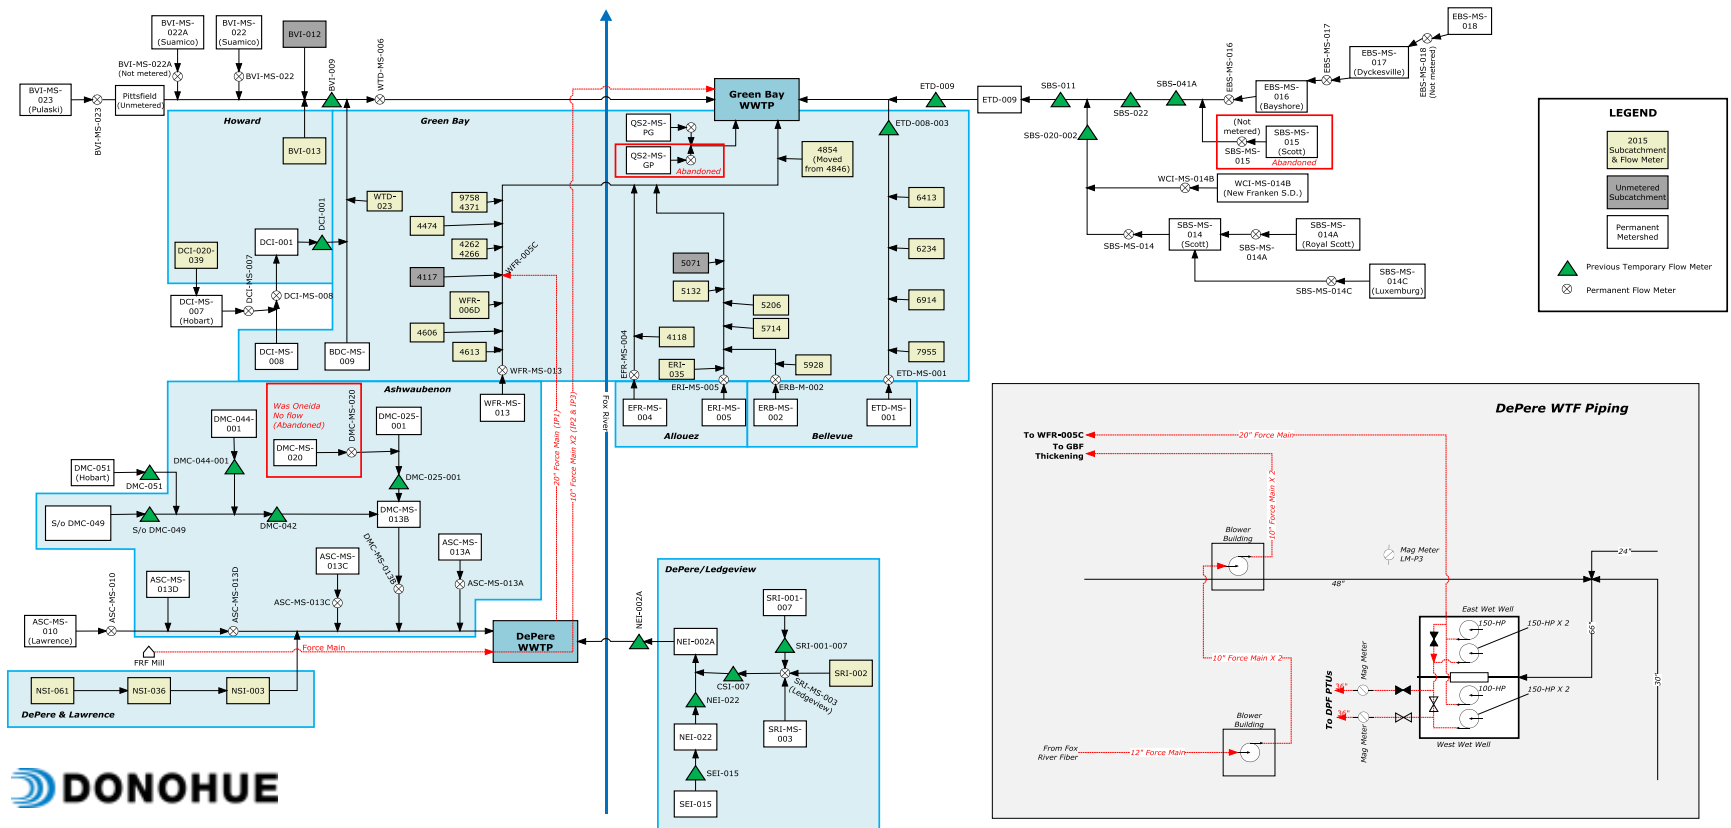 BVI-MS-
022A
(Suamico)
BVI-MS-
022
(Suamico)
BVI-012
BVI-MS-022A
(Not metered)
BVI-MS-022
BVI-009
WTD-MS-006
BVI-MS-
023
(Pulaski)
BVI-MS-023
Pittsfield
(Unmetered)
Howard
Green Bay
BVI-013
Green Bay
WWTP
QS2-MS-
PG
QS2-MS-
GP
Abandoned
4854
(Moved
from 4846)
ETD-009
ETD-009
ETD-008-003
SBS-011
SBS-022
SBS-041A
SBS-020-002
EBS-MS-016
EBS-MS-
016
(Bayshore)
EBS-MS-017
EBS-MS-
017
(Dyckesville)
EBS-MS-018
(Not metered)
EBS-MS-
018
(Not
metered)
SBS-MS-
015
SBS-MS-
015
(Scott)
Abandoned
WCI-MS-014B
WCI-MS-014B
(New Franken S.D.)
SBS-MS-014
SBS-MS-
014
(Scott)
SBS-MS-
014A
SBS-MS-
014A
(Royal Scott)
SBS-MS-014C
SBS-MS-
014C
(Luxemburg)
LEGEND
2015
Subcatchment
& Flow Meter
Unmetered
Subcatchment
Permanent
Metershed
Previous Temporary Flow Meter
Permanent Flow Meter
WTD-
023
DCI-001
DCI-001
DCI-020-
039
DCI-MS-
007
(Hobart)
DCI-MS-007
DCI-MS-008
DCI-MS-
008
BDC-MS-
009
9758
4371
4474
4262
4266
4117
WFR-005C
WFR-
006D
4606
4613
WFR-MS-013
WFR-MS-
013
5071
5132
5206
5714
4118
ERI-
035
5928
6413
6234
6914
7955
EFR-MS-004
ERI-MS-005
ERB-M-002
ETD-MS-001
EFR-MS-
004
ERI-MS-
005
ERB-MS-
002
ETD-MS-
001
Allouez
Bellevue
Fox River
20" Force Main (IP1)
10" Force Main X2 (IP2 & IP3)
Ashwaubenon
Was Oneida
No flow
(Abandoned)
DMC-MS-020
DMC-MS-
020
DMC-044-
001
DMC-044-001
DMC-025-
001
DMC-025-001
DMC-051
(Hobart)
DMC-051
S/o DMC-049
S/o DMC-049
DMC-042
DMC-MS-
013B
DMC-MS-013B
ASC-MS-
013A
ASC-MS-013A
ASC-MS-
013C
ASC-MS-013C
ASC-MS-
013D
ASC-MS-013D
ASC-MS-010
ASC-MS-
010
(Lawrence)
FRF Mill
Force Main
DePere
WWTP
NSI-061
NSI-036
NSI-003
DePere & Lawrence
DePere/Ledgeview
NEI-002A
NEI-002A
SRI-001-
007
SRI-001-007
CSI-007
SRI-002
SRI-MS-003
(Ledgeview)
SRI-MS-
003
NEI-022
NEI-022
SEI-015
SEI-015
DePere WTF Piping
To WFR-005C
To GBF
Thickening
20" Force Main
10" Force Main X 2
Blower
Building
Mag Meter
LM-P3
24"
48"
66"
30"
10" Force Main X 2
East Wet Well
150-HP
150-HP X 2
100-HP
150-HP X 2
West Wet Well
Mag Meter
Mag Meter
36"
36"
To DPF PTUs
Blower
Building
From Fox
River Fiber
12" Force Main
DONOHUE